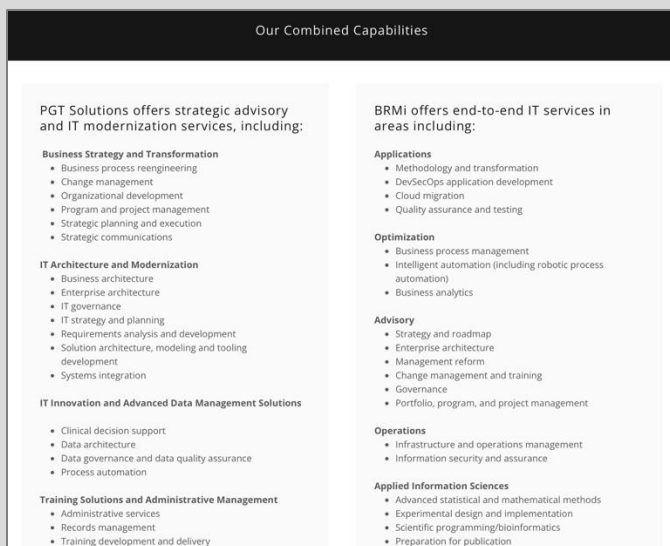 Our Combined Capabilities
PGT Solutions offers strategic advisory
and IT modernization services, including:
Business Strategy and Transformation
• Business process reengineering
• Change management
• Organizational development
• Program and project management
• Strategic planning and execution
• Strategic communications
IT Architecture and Modernization
• Business architecture
• Enterprise architecture
• IT governance
• IT strategy and planning
• Requirements analysis and development
• Solution architecture, modeling and tooling
development
• Systems integration
IT Innovation and Advanced Data Management Solutions
• Clinical decision support
• Data architecture
• Data governance and data quality assurance
• Process automation
Training Solutions and Administrative Management
• Administrative services
• Records management
• Training development and delivery
BRMi offers end-to-end IT services in
areas including:
Applications
• Methodology and transformation
• DevSecOps application development
• Cloud migration
• Quality assurance and testing
Optimization
• Business process management
• Intelligent automation (including robotic process
automation)
• Business analytics
Advisory
• Strategy and roadmap
• Enterprise architecture
• Management reform
• Change management and training
• Governance
• Portfolio, program, and project management
Operations
• Infrastructure and operations management
• Information security and assurance
Applied Information Sciences
• Advanced statistical and mathematical methods
• Experimental design and implementation
• Scientific programming/bioinformatics
• Preparation for publication